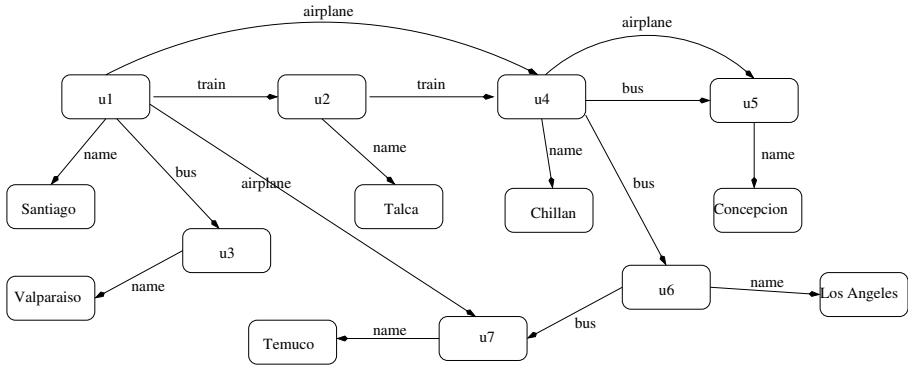 airplane
airplane
u1
train
u2
train
u4
bus
u5
name
bus
airplane
name
name
bus
name
Santiago
Talca
Chillan
Concepcion
u3
Valparaiso
name
u6
name
Los Angeles
Temuco
name
u7
bus